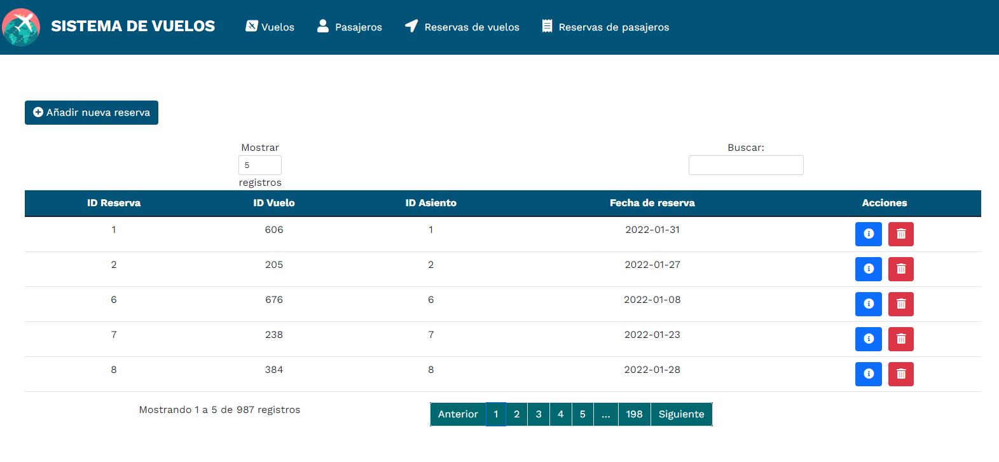 SISTEMA DE VUELOS Vuelos Pasajeros Reservas de vuelos Reservas de pasajeros
Añadir nueva reserva
Mostrar Buscar:
5
registros
ID Reserva ID Vuelo ID Asiento Fecha de reserva Acciones
1 606 1 2022-01-31
2 205 2 2022-01-27
6 676 6 2022-01-08
7 238 7 2022-01-23
8 384 8 2022-01-28
Mostrando 1 a 5 de 987 registros Anterior 1 2 3 4 5 ... 198 Siguiente